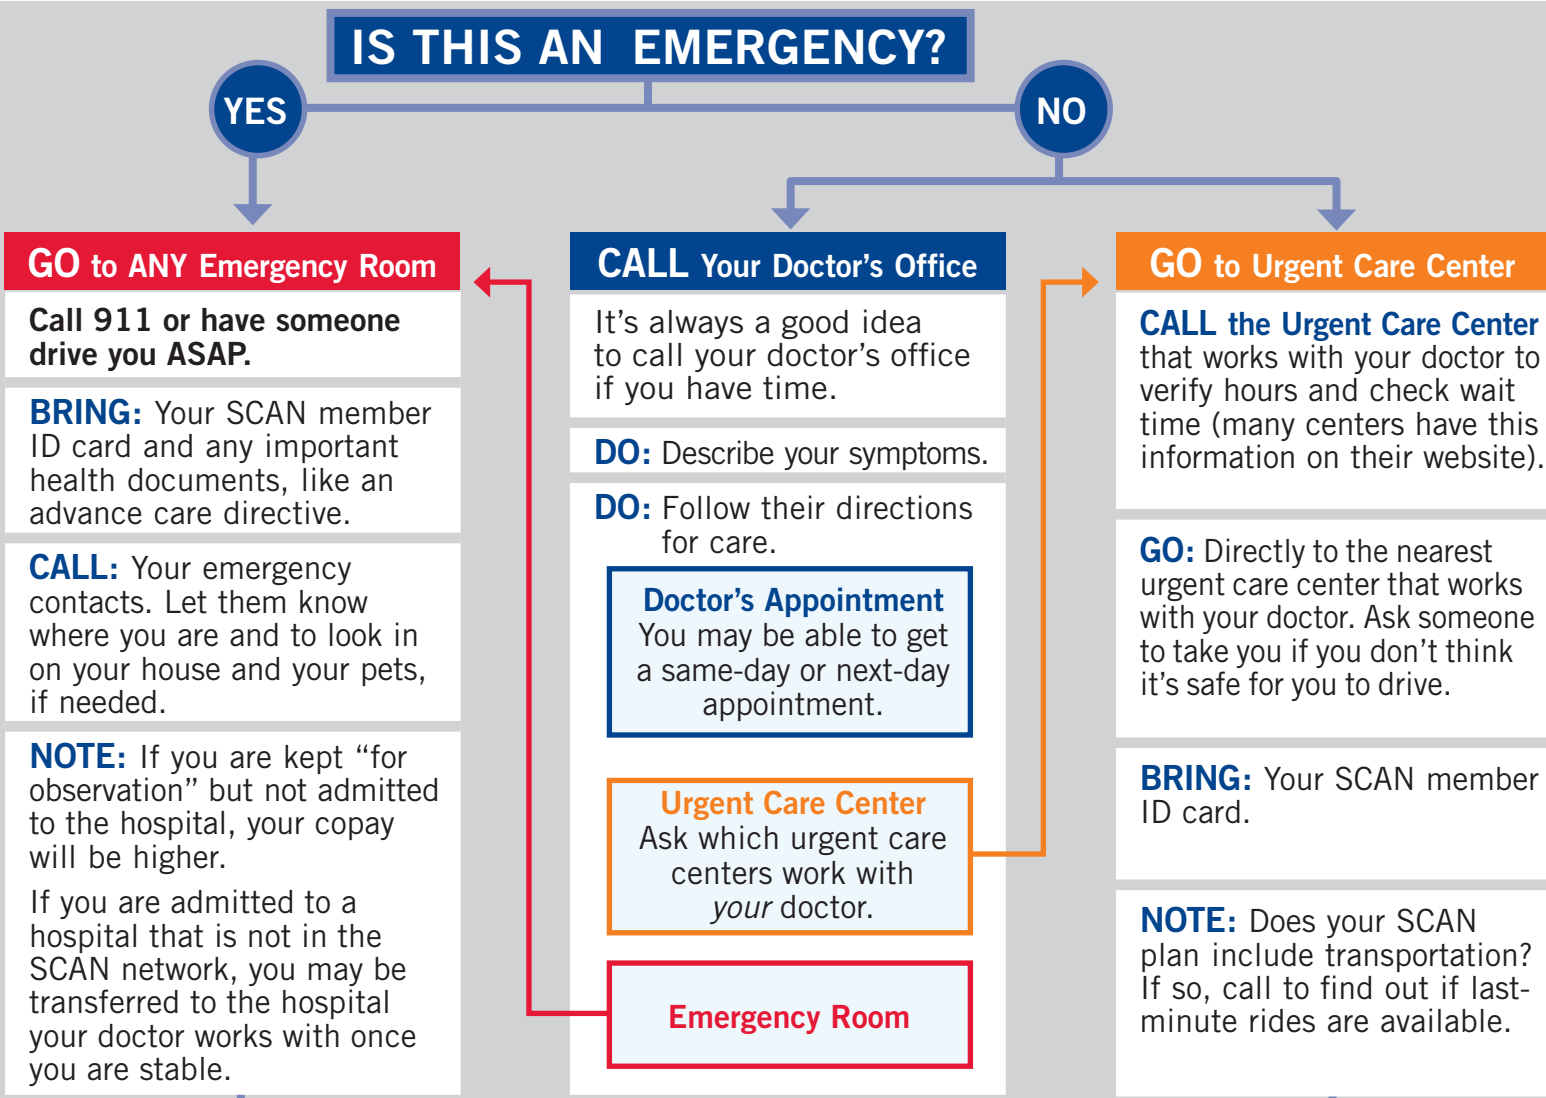 IS THIS AN EMERGENCY?
YES
NO
GO to ANY Emergency Room
Call 911 or have someone
drive you ASAP.
BRING: Your SCAN member
ID card and any important
health documents, like an
advance care directive.
CALL: Your emergency
contacts. Let them know
where you are and to look in
on your house and your pets,
if needed.
NOTE: If you are kept “for
observation” but not admitted
to the hospital, your copay
will be higher.
If you are admitted to a
hospital that is not in the
SCAN network, you may be
transferred to the hospital
your doctor works with once
you are stable.
CALL Your Doctor’s Office
It’s always a good idea
to call your doctor’s office
if you have time.
DO: Describe your symptoms.
DO: Follow their directions
for care.
Doctor’s Appointment
You may be able to get
a same-day or next-day
appointment.
Urgent Care Center
Ask which urgent care
centers work with
your doctor.
Emergency Room
GO to Urgent Care Center
CALL the Urgent Care Center
that works with your doctor to
verify hours and check wait
time (many centers have this
information on their website).
GO: Directly to the nearest
urgent care center that works
with your doctor. Ask someone
to take you if you don’t think
it’s safe for you to drive.
BRING: Your SCAN member
ID card.
NOTE: Does your SCAN
plan include transportation?
If so, call to find out if last-
minute rides are available.